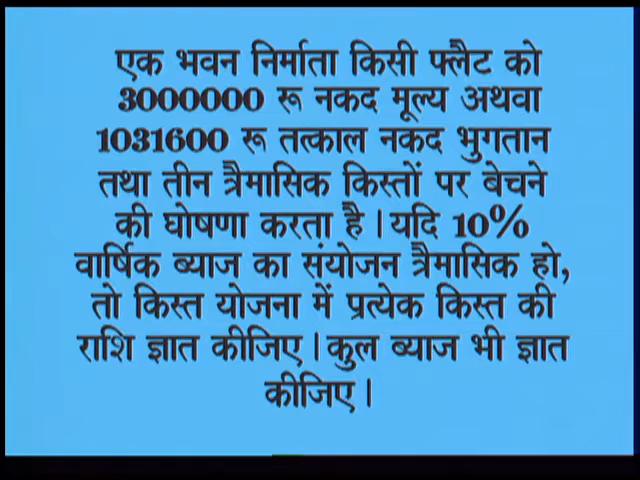 एक भवन निर्माता किसी फ्लैट को
3000000 रू नकद मूल्य अथवा
1031600 रू तत्काल नकद भुगतान
तथा तीन त्रैमासिक किस्तों पर बेचने
की घोषणा करता है।यदि 10%
वार्षिक ब्याज का संयोजन त्रैमासिक हो,
तो किस्त योजना में प्रत्येक किस्त की
राशि ज्ञात कीजिए।कुल ब्याज भी ज्ञात
कीजिए।